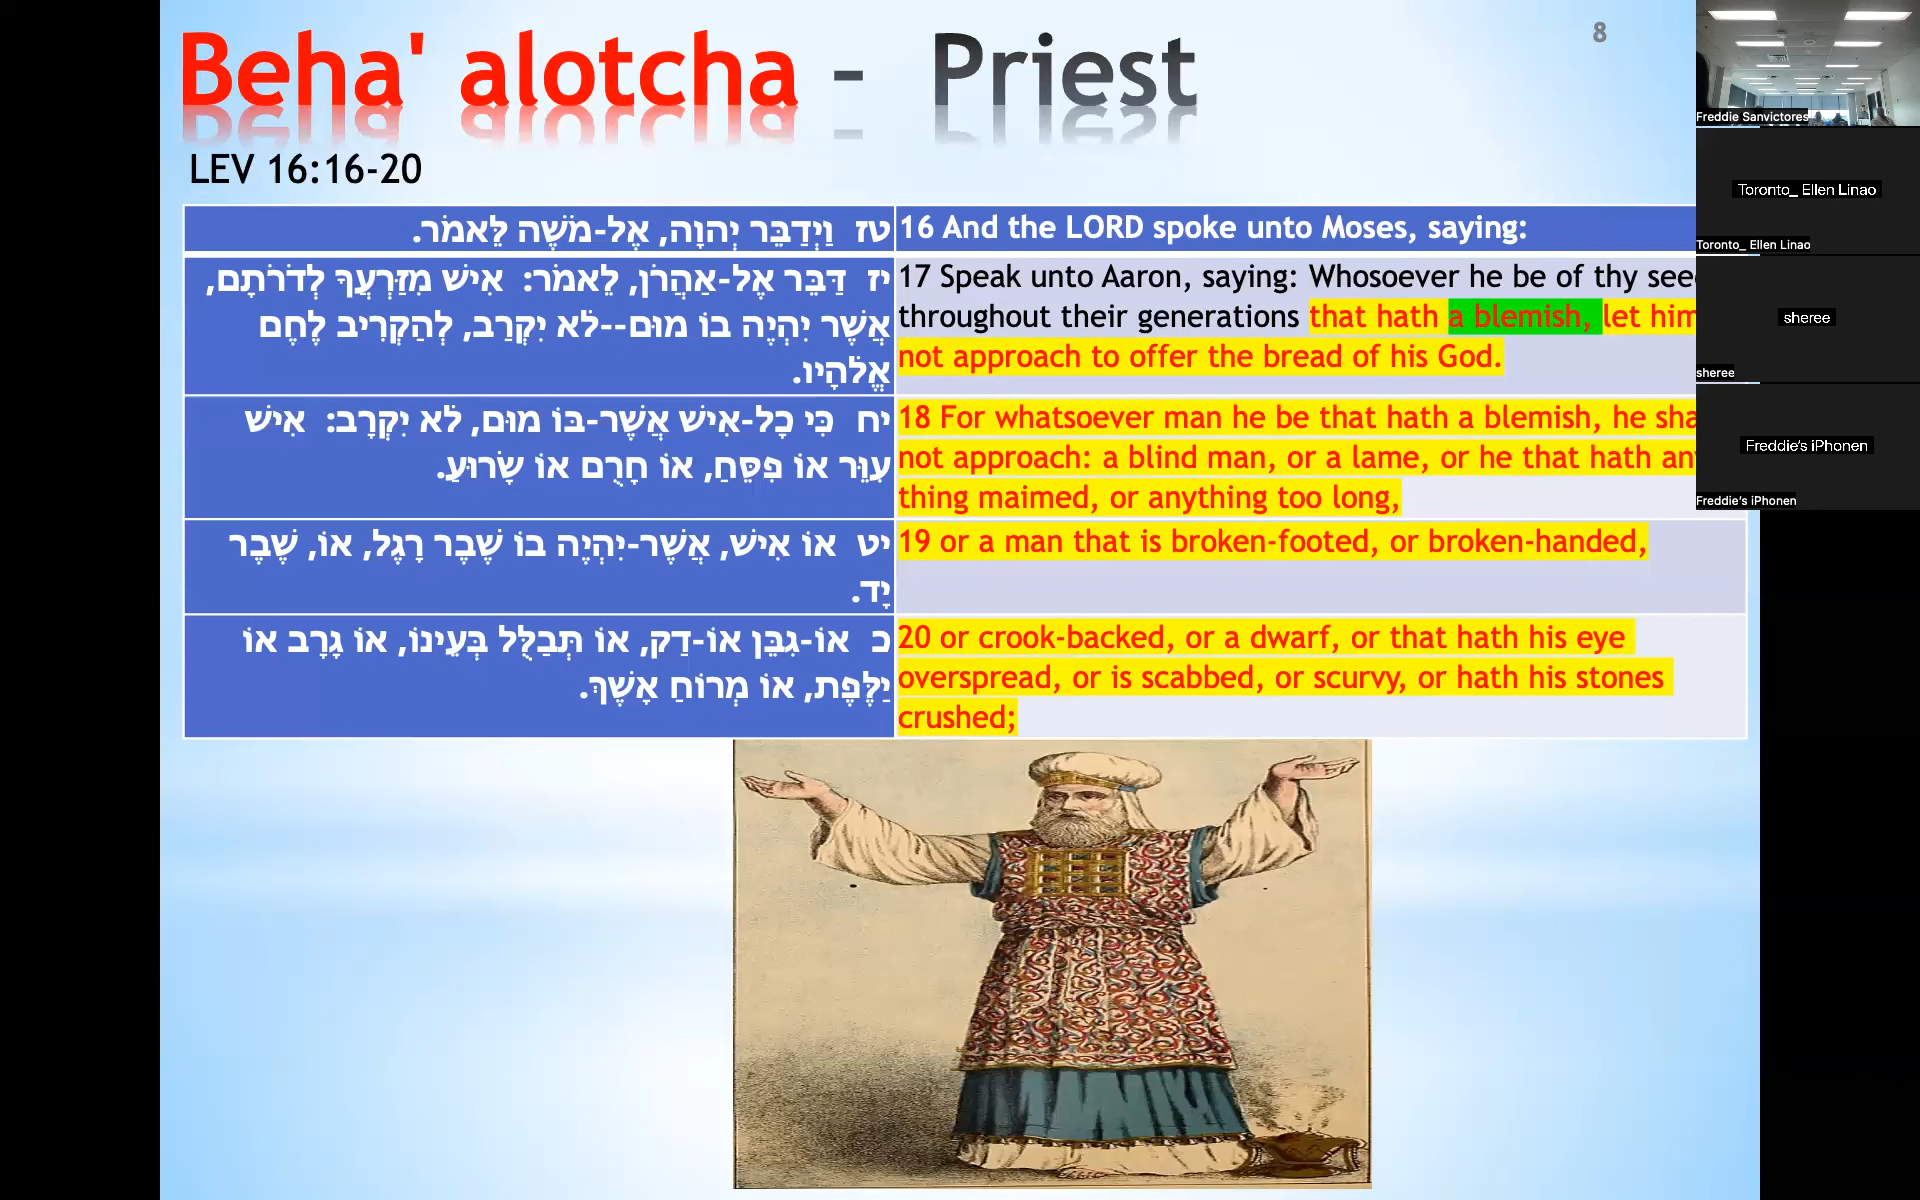 Beha' alotcha - Priest
8
LEV 16:16-20
טז וַיְדַבֵּר יְהוָה, אֶל-מֹשֶׁה לֵּאמֹר.
16 And the LORD spoke unto Moses, saying:
יז דַּבֵּר אֶל-אַהֲרֹן, לֵאמֹר: אִישׁ מִזַּרְעֲךָ לְדֹרֹתָם,
אֲשֶׁר יִהְיֶה בוֹ מוּם--לֹא יִקְרַב, לְהַקְרִיב לֶחֶם
אֱלֹהָיו.
17 Speak unto Aaron, saying: Whosoever he be of thy see
throughout their generations that hath a blemish, let him
not approach to offer the bread of his God.
יח כִּי כָל-אִישׁ אֲשֶׁר-בּוֹ מוּם, לֹא יִקְרָב: אִישׁ
עִוֵּר אוֹ פִסֵּחַ, אוֹ חָרֻם אוֹ שָׂרוּעַ.
18 For whatsoever man he be that hath a blemish, he sha
not approach: a blind man, or a lame, or he that hath an
thing maimed, or anything too long,
יט אוֹ אִישׁ, אֲשֶׁר-יִהְיֶה בוֹ שֶׁבֶר רָגֶל, אוֹ, שֶׁבֶר
יָד.
19 or a man that is broken-footed, or broken-handed,
כ אוֹ-גִבֵּן אוֹ-דַק, אוֹ תְּבַלֻּל בְּעֵינוֹ, אוֹ גָרָב אוֹ
יַלֶּפֶת, אוֹ מְרוֹחַ אָשֶׁךְ.
20 or crook-backed, or a dwarf, or that hath his eye
overspread, or is scabbed, or scurvy, or hath his stones
crushed;
Freddie Sanvictores
Toronto_ Ellen Linao
Toronto_ Ellen Linao
sheree
sheree
Freddie's iPhonen
Freddie's iPhonen